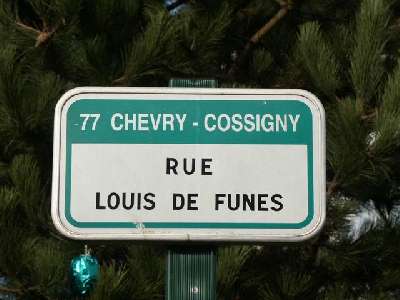 77 CHEVRY - COSSIGNY
RUE
LOUIS DE FUNES